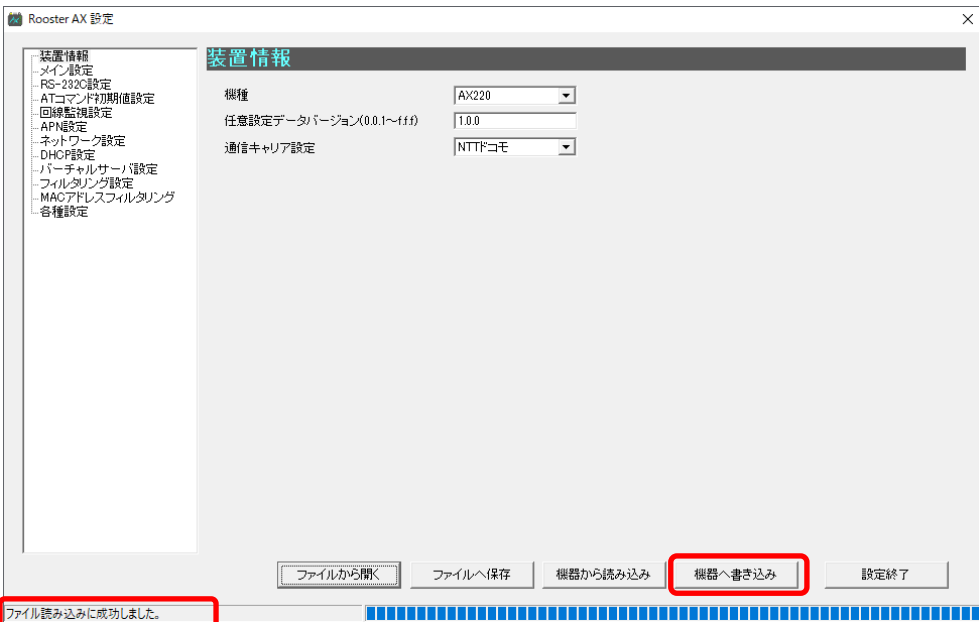 Rooster AX 設定
装置情報
メイン設定
RS-232C設定
ATコマンド初期値設定
回線監視設定
APN設定
ネットワーク設定
DHCP設定
バーチャルサーバ設定
フィルタリング設定
MACアドレスフィルタリング
各種設定
装置情報
機種
AX220
任意設定データバージョン(0.0.1～f.f.f)
1.0.0
通信キャリア設定
NTTドコモ
ファイルから開く
ファイルへ保存
機器から読み込み
機器へ書き込み
設定終了
ファイル読み込みに成功しました。